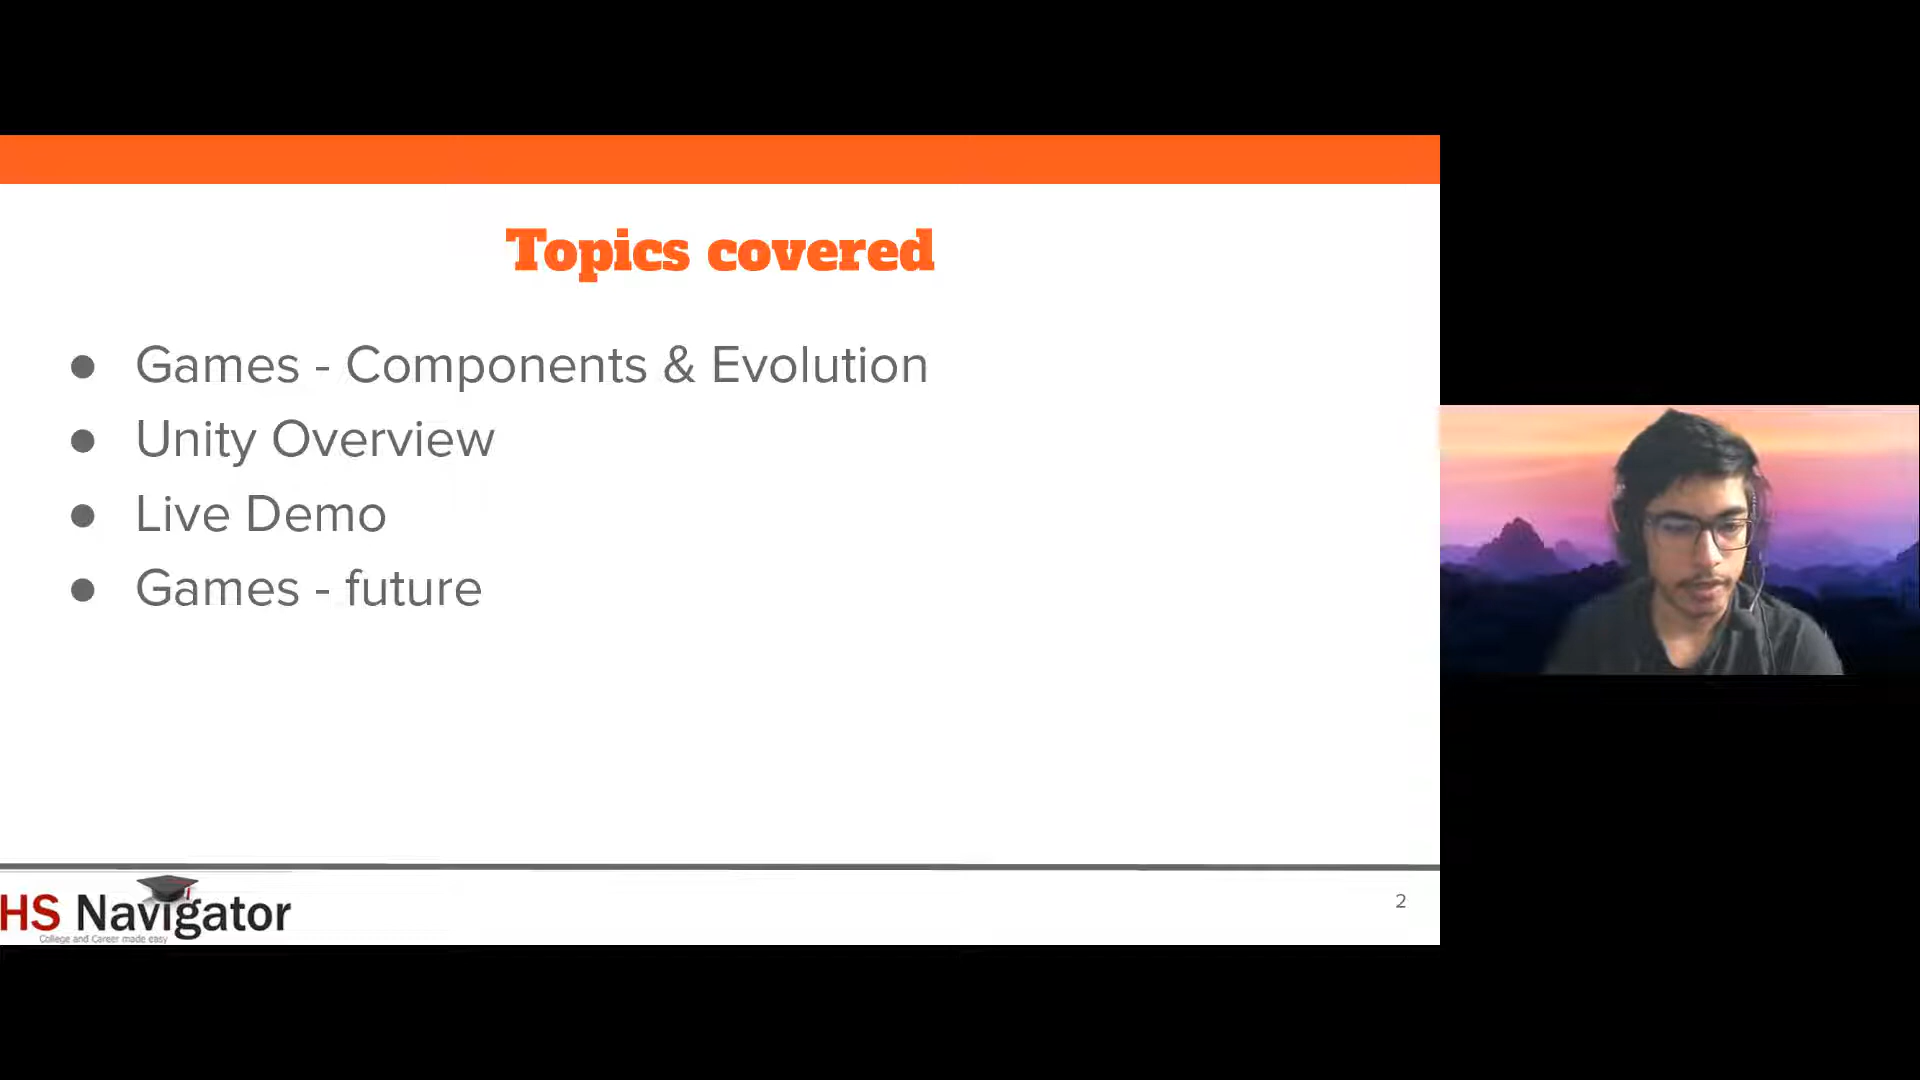 Topics covered
● Games - Components & Evolution
● Unity Overview
● Live Demo
● Games - future
HS Navigator
College and Career made easy
2